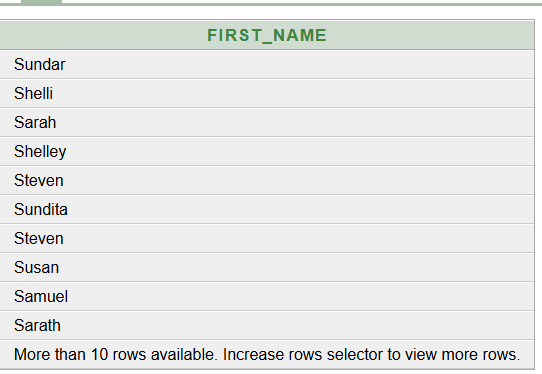 FIRST_NAME
Sundar
Shelli
Sarah
Shelley
Steven
Sundita
Steven
Susan
Samuel
Sarath
More than 10 rows available. Increase rows selector to view more rows.